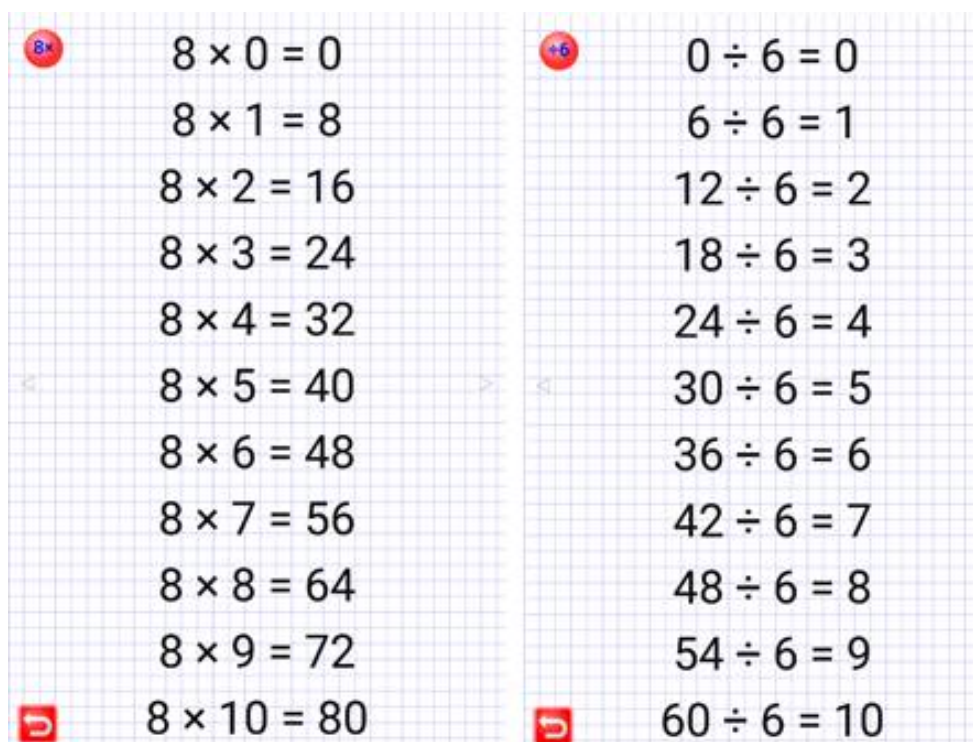 8×
8 × 0 = 0
8 × 1 = 8
8 × 2 = 16
8 × 3 = 24
8 × 4 = 32
8 × 5 = 40
8 × 6 = 48
8 × 7 = 56
8 × 8 = 64
8 × 9 = 72
8 × 10 = 80
÷6
0 ÷ 6 = 0
6 ÷ 6 = 1
12 ÷ 6 = 2
18 ÷ 6 = 3
24 ÷ 6 = 4
30 ÷ 6 = 5
36 ÷ 6 = 6
42 ÷ 6 = 7
48 ÷ 6 = 8
54 ÷ 6 = 9
60 ÷ 6 = 10